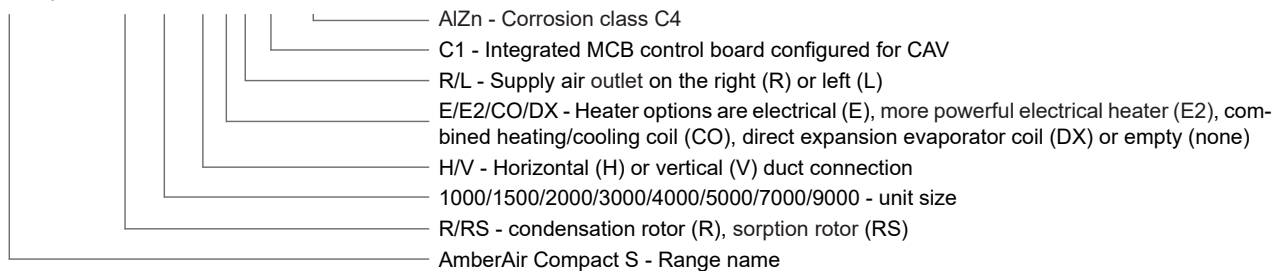 AlZn - Corrosion class C4
C1 - Integrated MCB control board configured for CAV
R/L - Supply air outlet on the right (R) or left (L)
E/E2/CO/DX - Heater options are electrical (E), more powerful electrical heater (E2), com-
bined heating/cooling coil (CO), direct expansion evaporator coil (DX) or empty (none)
H/V - Horizontal (H) or vertical (V) duct connection
1000/1500/2000/3000/4000/5000/7000/9000 - unit size
R/RS - condensation rotor (R), sorption rotor (RS)
AmberAir Compact S - Range name